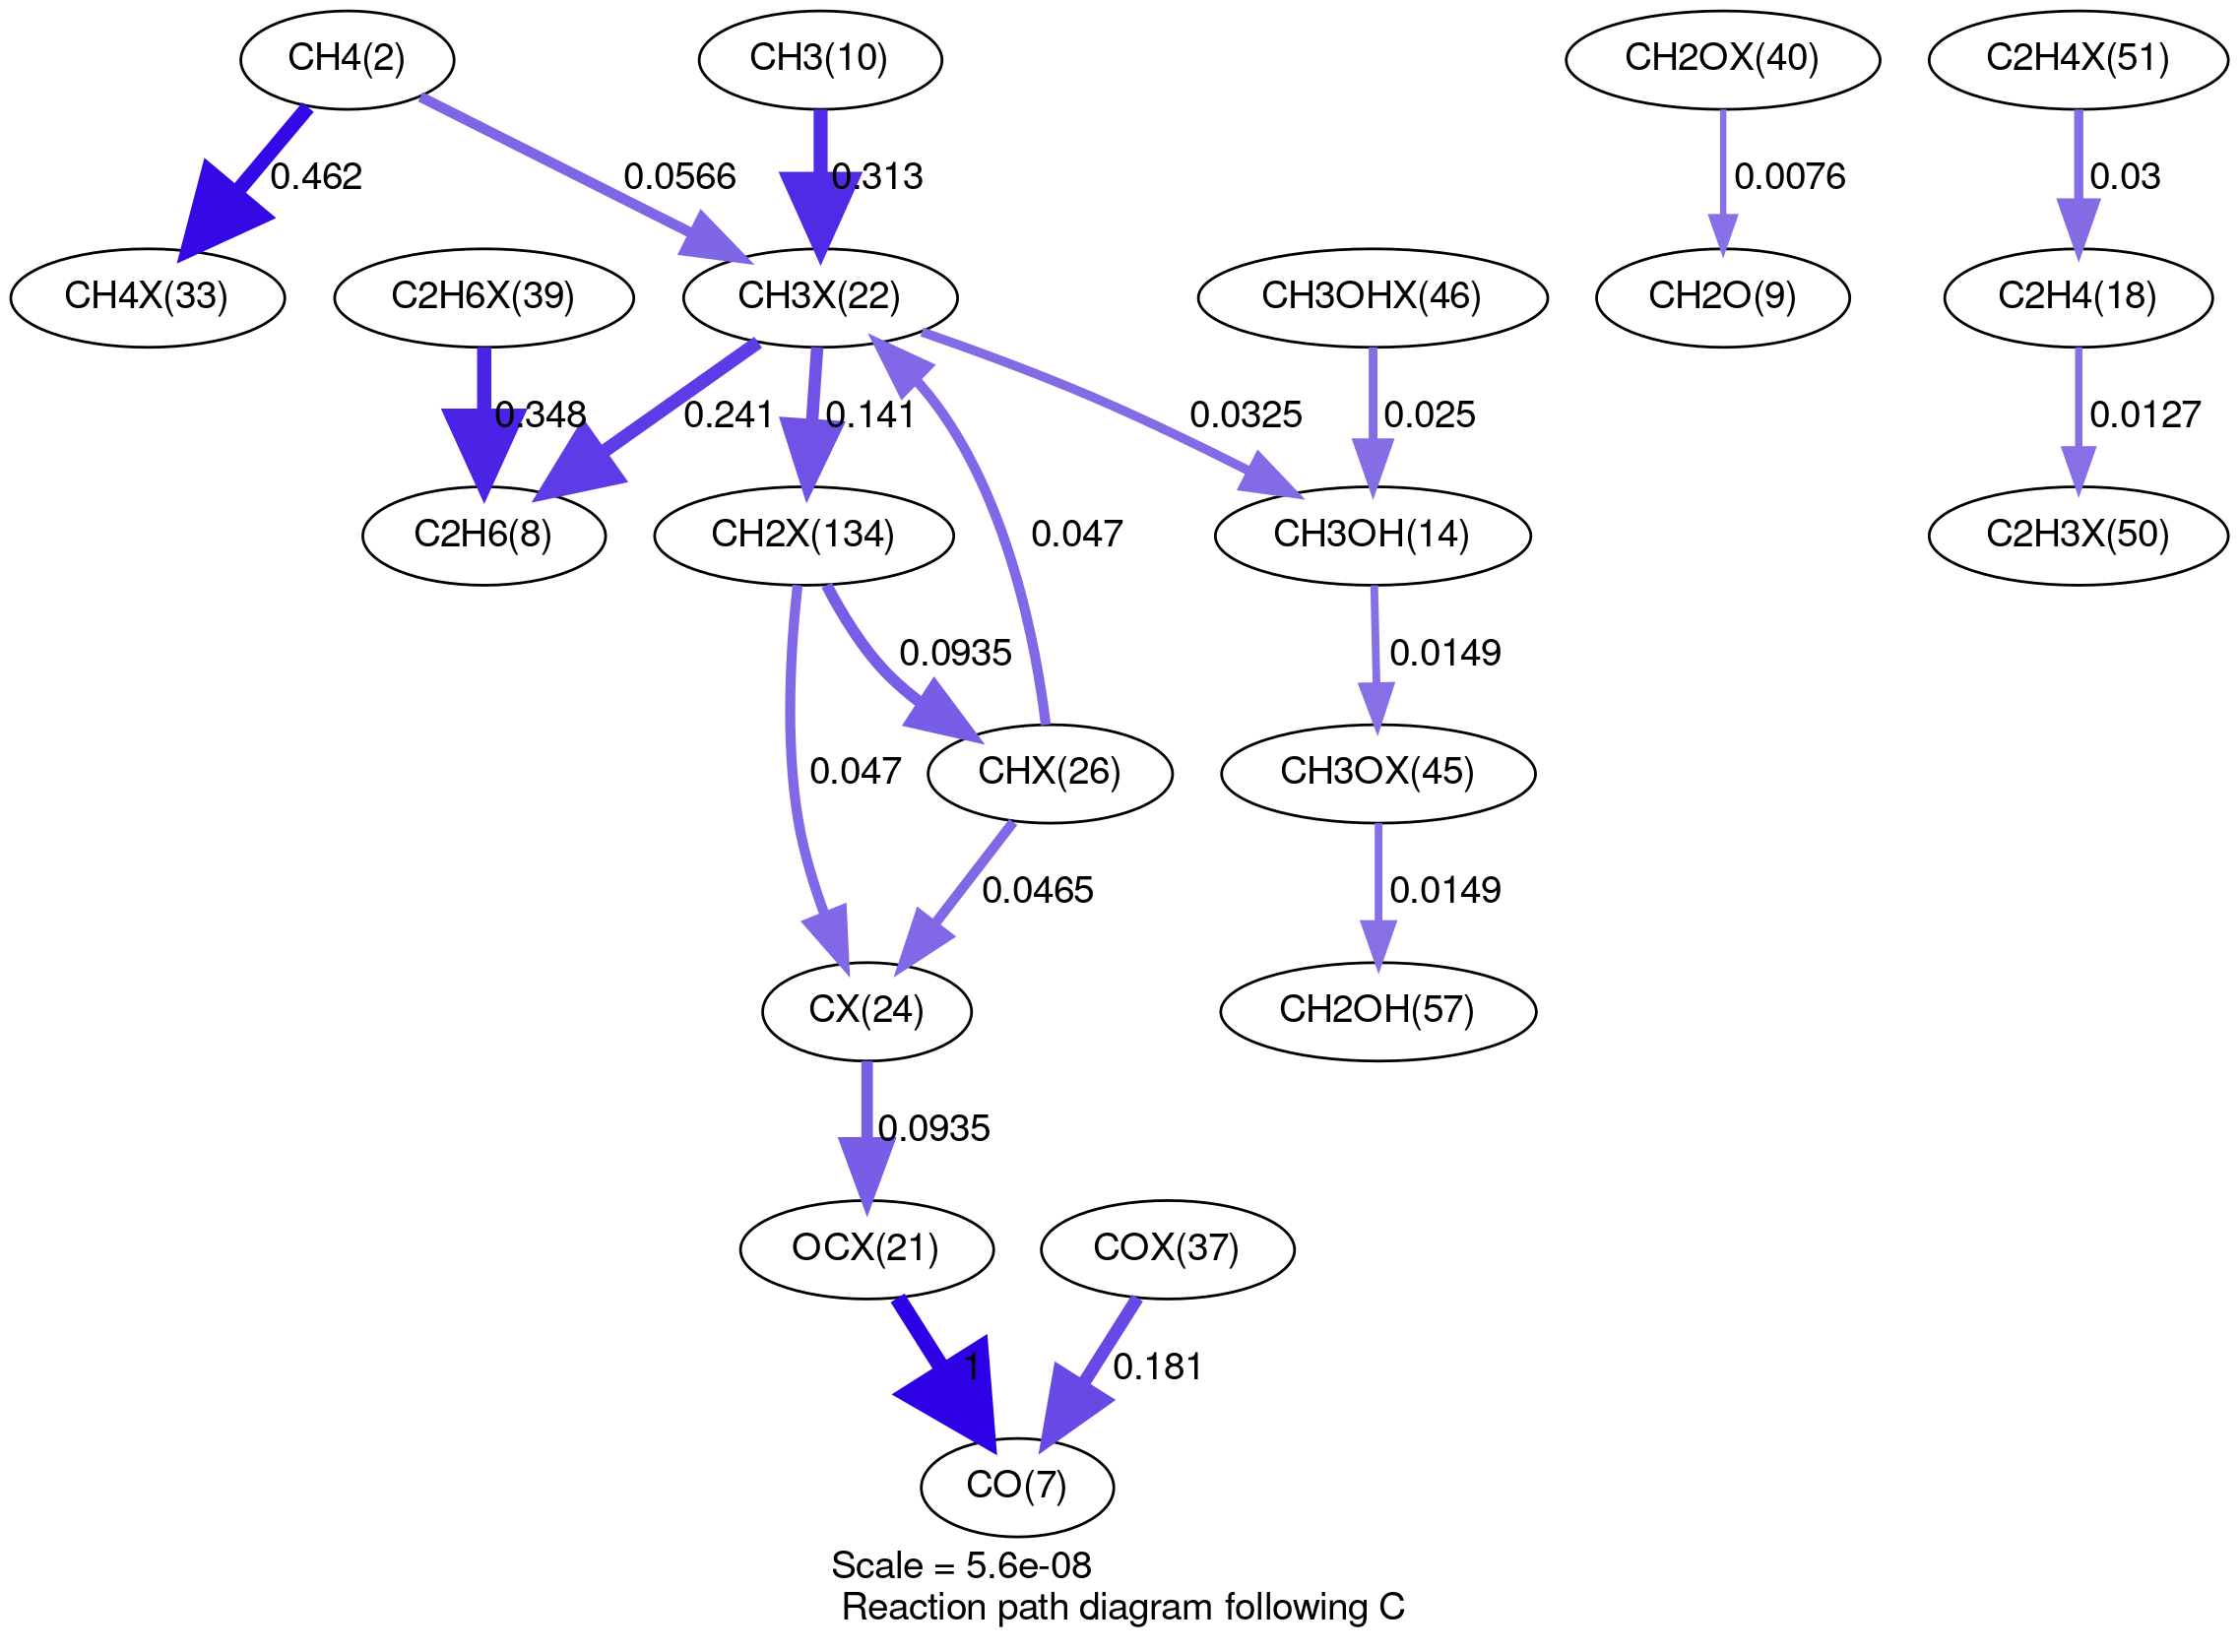 CH4(2)
CH3(10)
CH2OX(40)
C2H4X(51)
0.462
0.0566
0.313
0.0076
0.03
CH4X(33)
C2H6X(39)
CH3X(22)
CH3OHX(46)
CH2O(9)
C2H4(18)
0.348
0.241
0.141
0.0325
0.025
0.0127
C2H6(8)
CH2X(134)
0.047
CH3OH(14)
C2H3X(50)
0.0935
0.0149
0.047
CHX(26)
CH3OX(45)
0.0465
0.0149
CX(24)
CH2OH(57)
0.0935
OCX(21)
COX(37)
1
0.181
CO(7)
Scale = 5.6e-08
Reaction path diagram following C